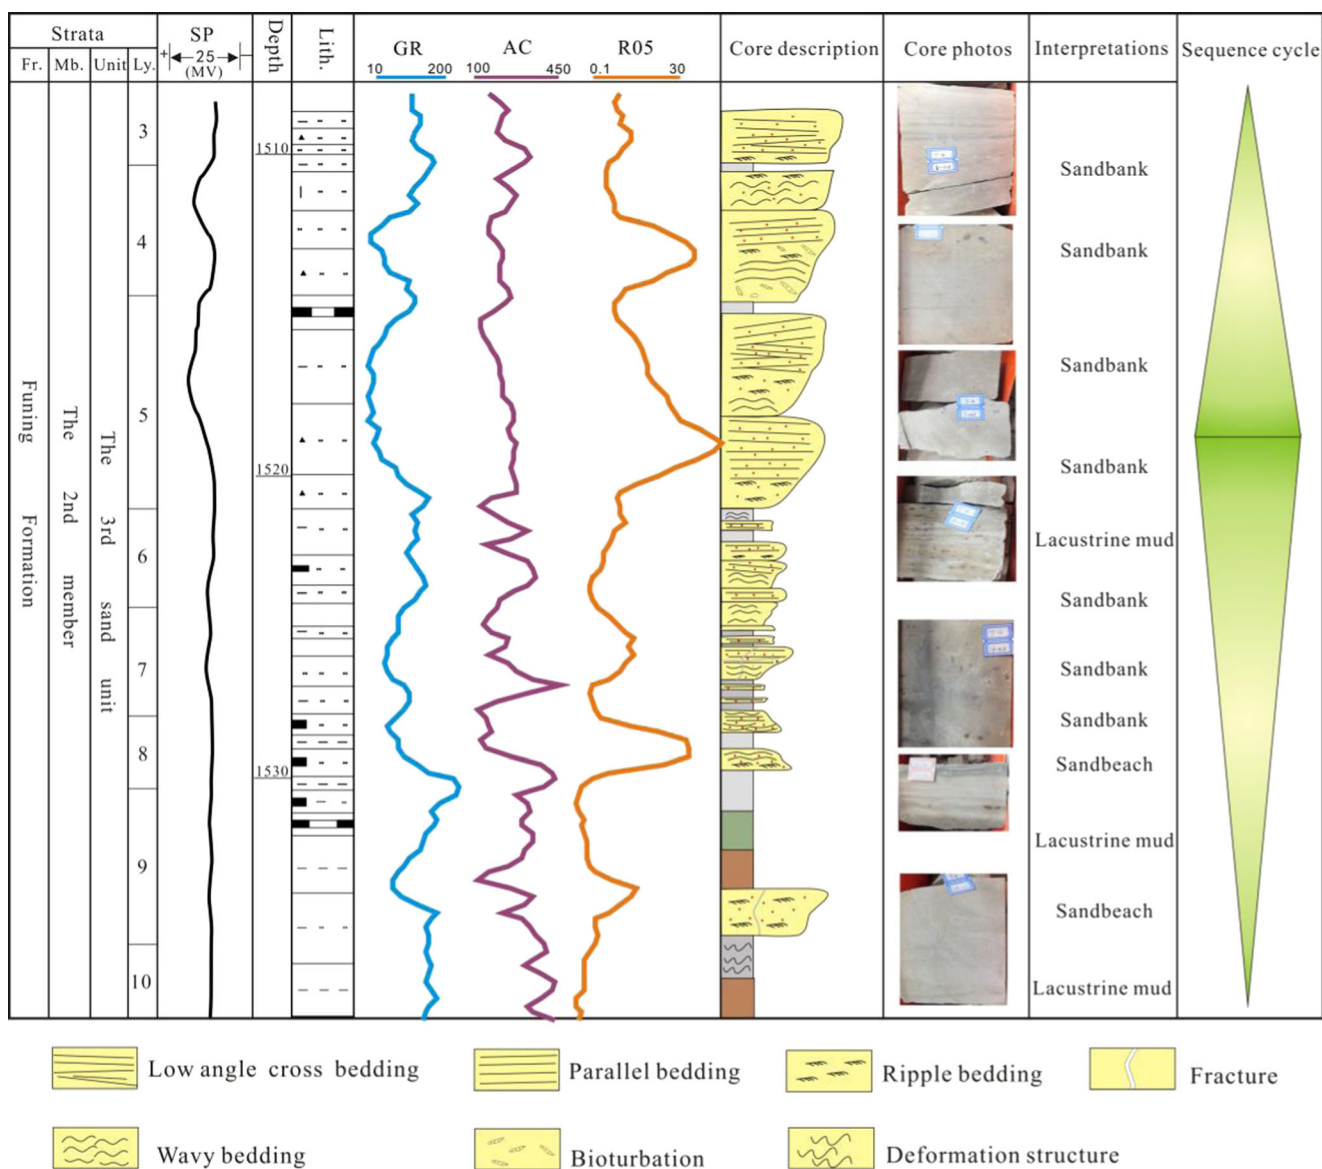 Strata
Fr. Mb. Unit Ly.
SP
+ 25 −
(MV)
Depth
Lith.
GR
10 200
AC
100 450
R05
0.1 30
Core description
Core photos
Interpretations
Sequence cycle
Funing Formation
The 2nd member
The 3rd sand unit
3
4
5
6
7
8
9
10
1510
1520
1530
Sandbank
Sandbank
Sandbank
Sandbank
Lacustrine mud
Sandbank
Sandbank
Sandbank
Sandbeach
Lacustrine mud
Sandbeach
Lacustrine mud
Low angle cross bedding
Parallel bedding
Ripple bedding
Fracture
Wavy bedding
Bioturbation
Deformation structure